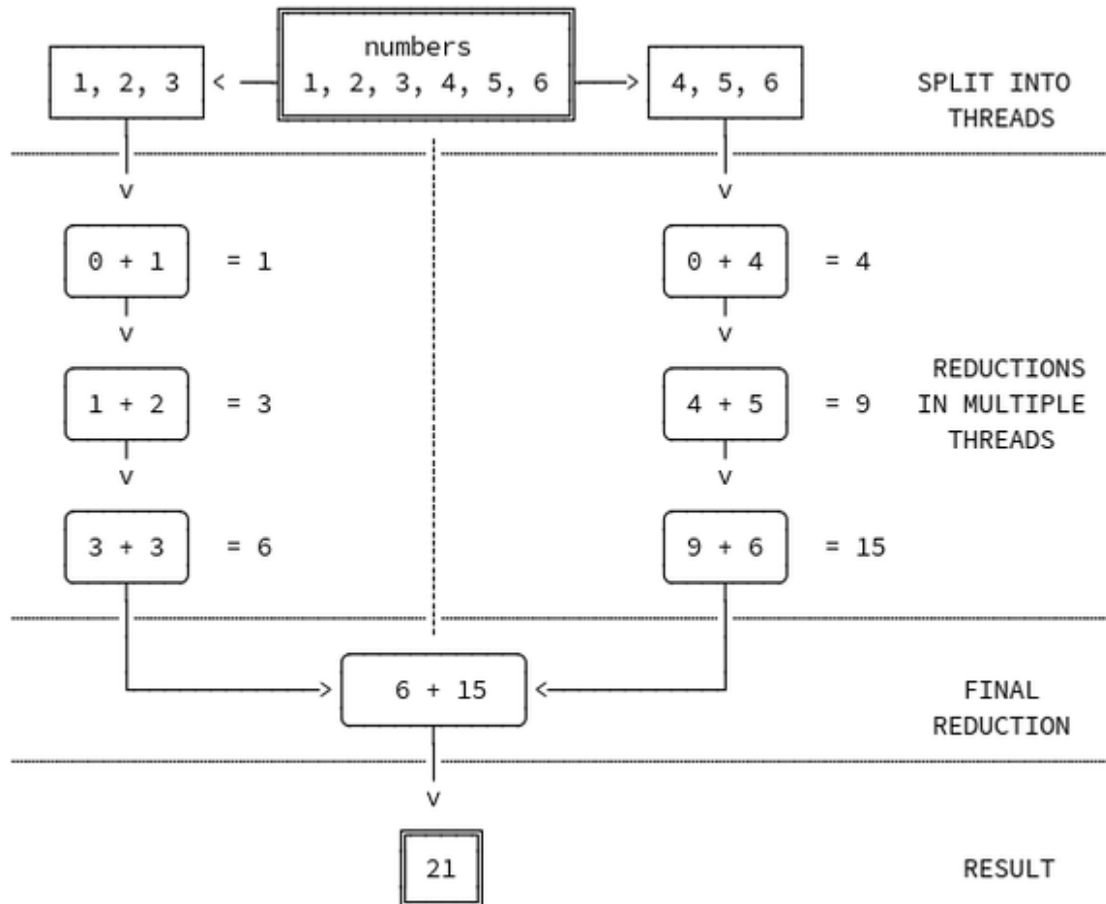 numbers
1, 2, 3 < 1, 2, 3, 4, 5, 6 > 4, 5, 6 SPLIT INTO
THREADS
v v
0 + 1 = 1 0 + 4 = 4
v v
REDUCTIONS
1 + 2 = 3 4 + 5 = 9 IN MULTIPLE
THREADS
v v
3 + 3 = 6 9 + 6 = 15
> 6 + 15 < FINAL
REDUCTION
v
21 RESULT